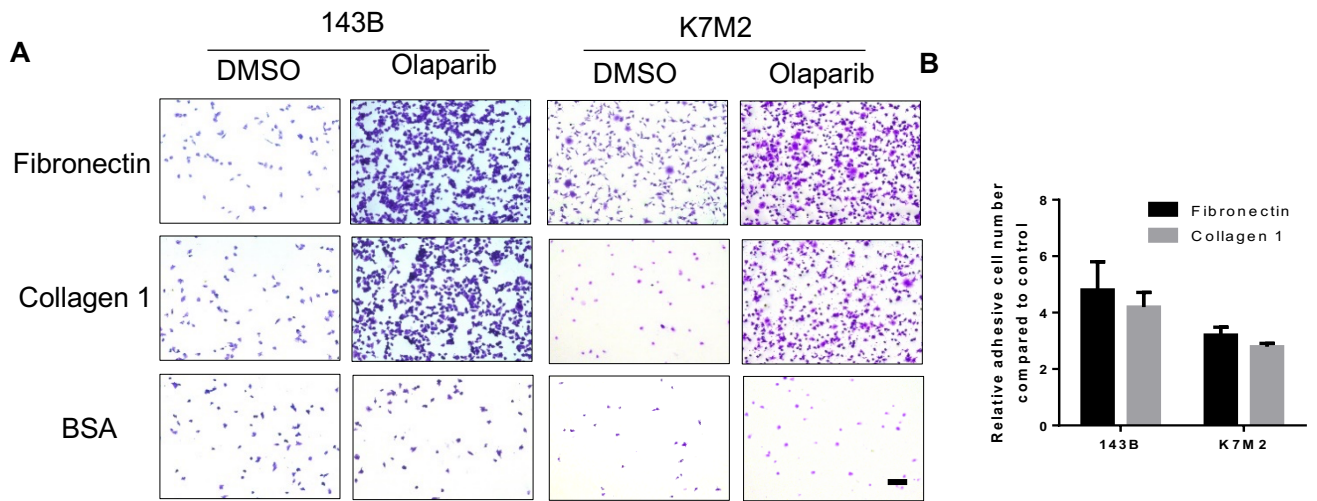 A
143B
K7M2
DMSO
Olaparib
DMSO
Olaparib
Fibronectin
Collagen 1
BSA
B
Relative adhesive cell number
compared to control
8
6
4
2
0
Fibronectin
Collagen 1
143B
K7M2